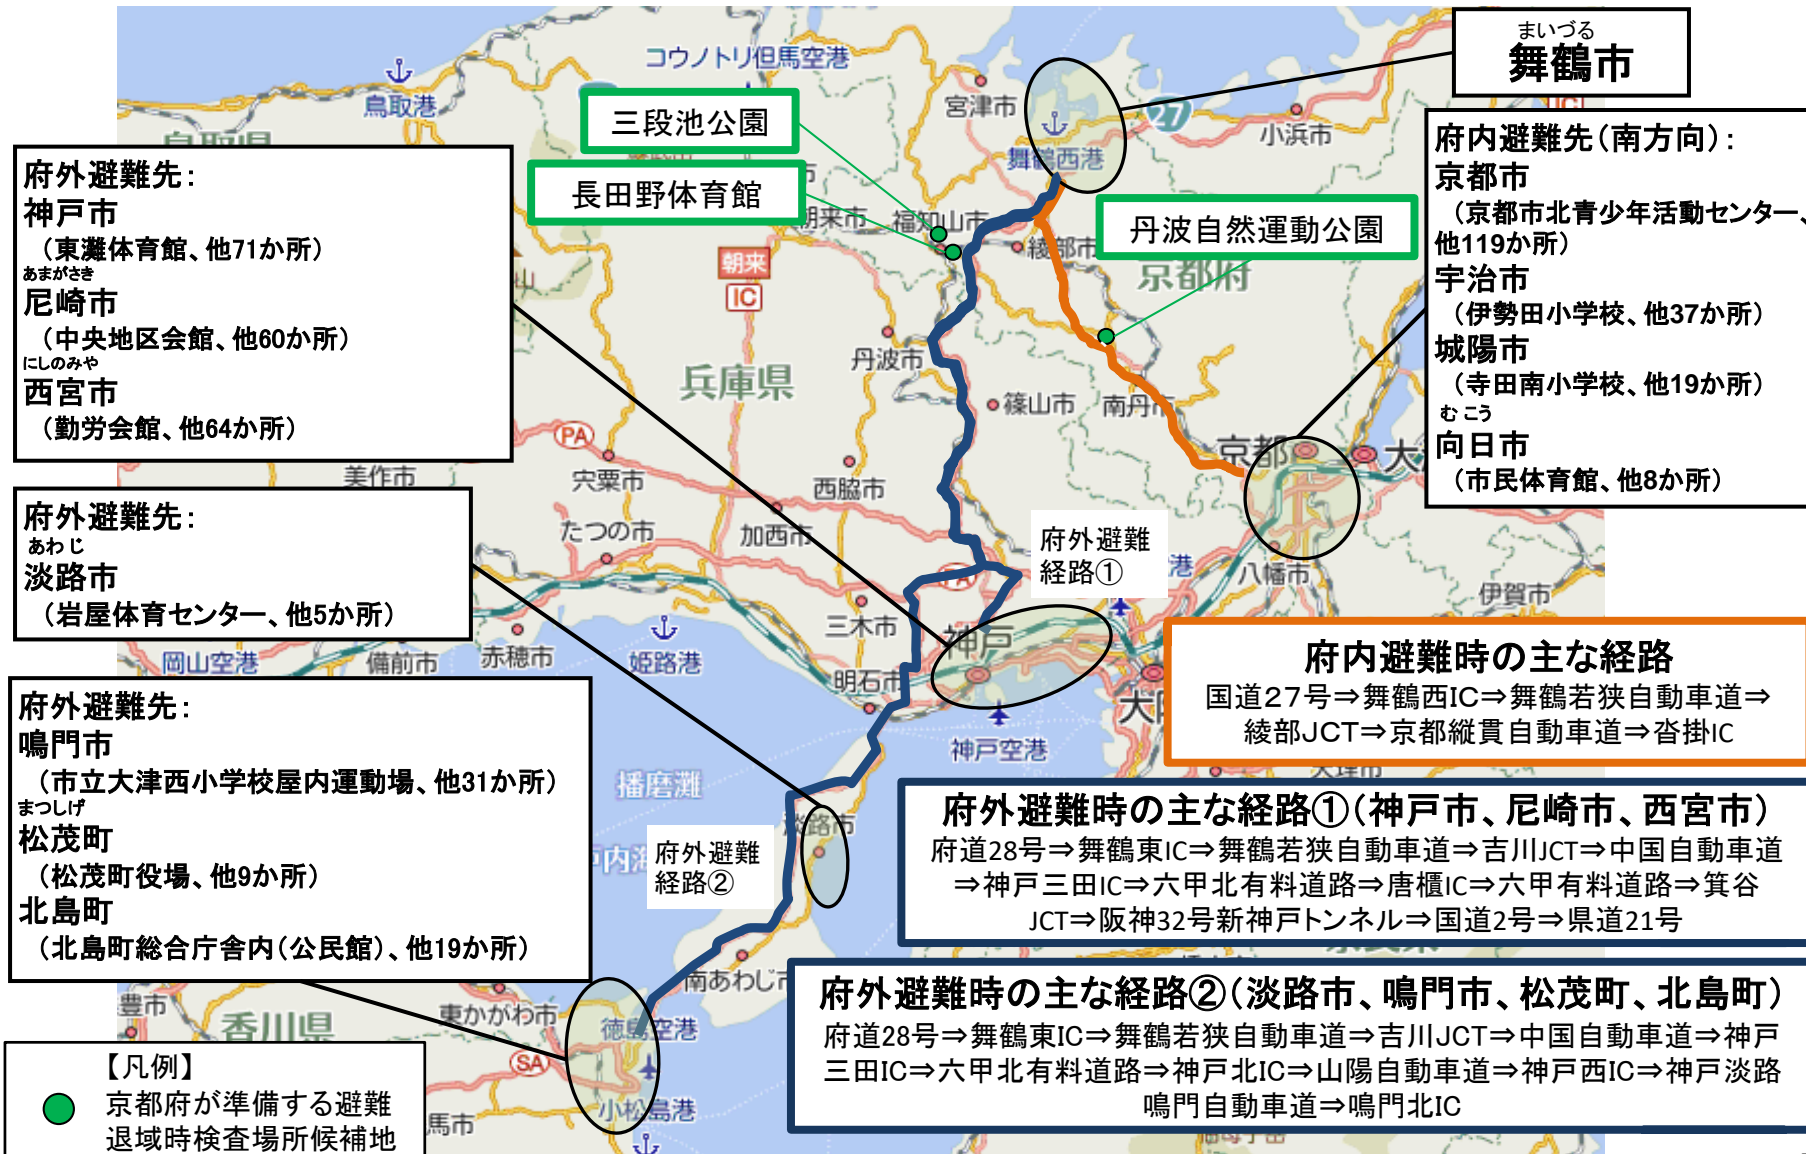 まいづる
舞鶴市
コウノトリ但馬空港
鳥取港
宮津市
27
IC
小浜市
舞鶴西港
三段池公園
長田野体育館
丹波自然運動公園
府内避難先(南方向):
京都市
(京都市北青少年活動センター、
他119か所)
宇治市
(伊勢田小学校、他37か所)
城陽市
(寺田南小学校、他19か所)
むこう
向日市
(市民体育館、他8か所)
府外避難先:
神戸市
(東灘体育館、他71か所)
あまがさき
尼崎市
(中央地区会館、他60か所)
にしのみや
西宮市
(勤労会館、他64か所)
朝来市
福知山市
綾部市
京都府
朝来
IC
丹波市
兵庫県
篠山市
南丹市
PA
京都
美作市
宍粟市
西脇市
府外避難先:
あわじ
淡路市
(岩屋体育センター、他5か所)
たつの市
加西市
府外避難
経路①
PA
港
八幡市
伊賀市
三木市
神戸
岡山空港
備前市
赤穂市
姫路港
明石市
府内避難時の主な経路
国道27号⇒舞鶴西IC⇒舞鶴若狭自動車道⇒
綾部JCT⇒京都縦貫自動車道⇒沓掛IC
神戸空港
府外避難先:
鳴門市
(市立大津西小学校屋内運動場、他31か所)
まつしげ
松茂町
(松茂町役場、他9か所)
北島町
(北島町総合庁舎内(公民館)、他19か所)
播磨灘
淡路市
府外避難
経路②
府外避難時の主な経路①(神戸市、尼崎市、西宮市)
府道28号⇒舞鶴東IC⇒舞鶴若狭自動車道⇒吉川JCT⇒中国自動車道
⇒神戸三田IC⇒六甲北有料道路⇒唐櫃IC⇒六甲有料道路⇒箕谷
JCT⇒阪神32号新神戸トンネル⇒国道2号⇒県道21号
南あわじ市
府外避難時の主な経路②(淡路市、鳴門市、松茂町、北島町)
府道28号⇒舞鶴東IC⇒舞鶴若狭自動車道⇒吉川JCT⇒中国自動車道⇒神戸
三田IC⇒六甲北有料道路⇒神戸北IC⇒山陽自動車道⇒神戸西IC⇒神戸淡路
鳴門自動車道⇒鳴門北IC
豊市
香川県
東かがわ市
徳島空港
SA
小松島港
馬市
【凡例】
京都府が準備する避難
退域時検査場所候補地